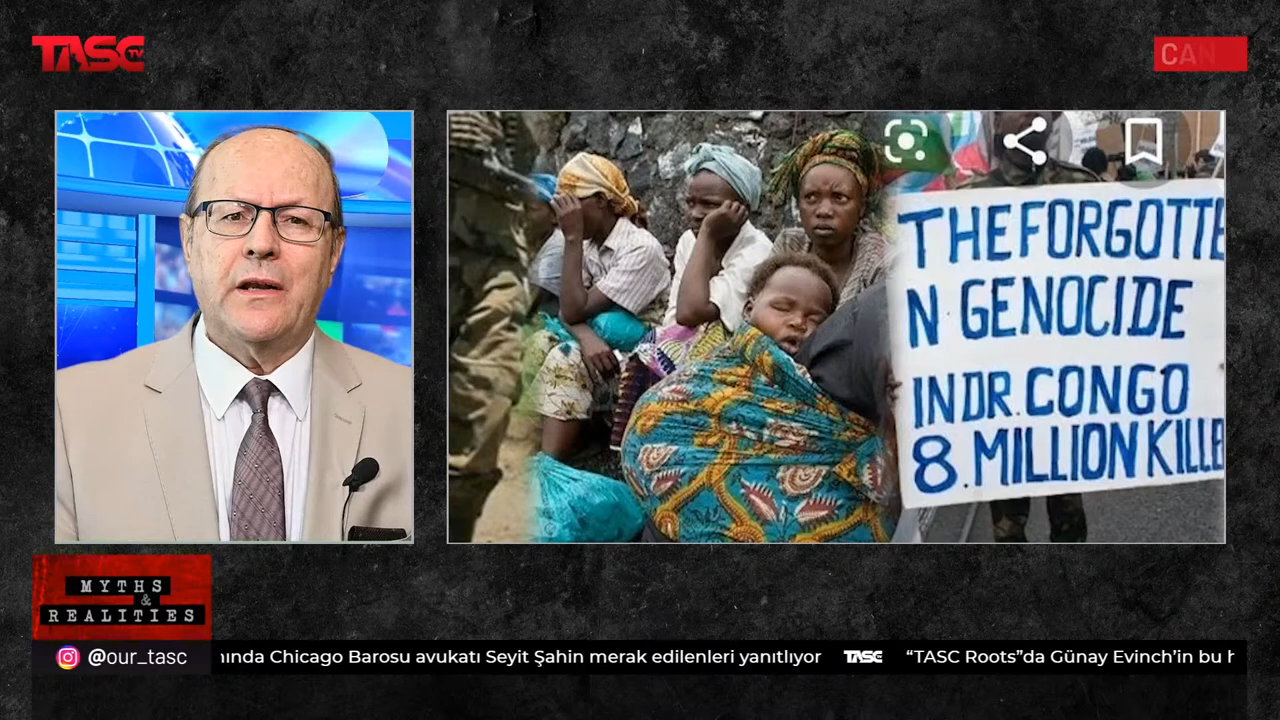 TASC TV
CAN
THE FORGOTTE
N GENOCIDE
IN DR. CONGO
8. MILLION KILLE
MYTHS
&
REALITIES
@our_tasc
ında Chicago Barosu avukatı Seyit Şahin merak edilenleri yanıtlıyor TASC “TASC Roots”da Günay Evinch’in bu h